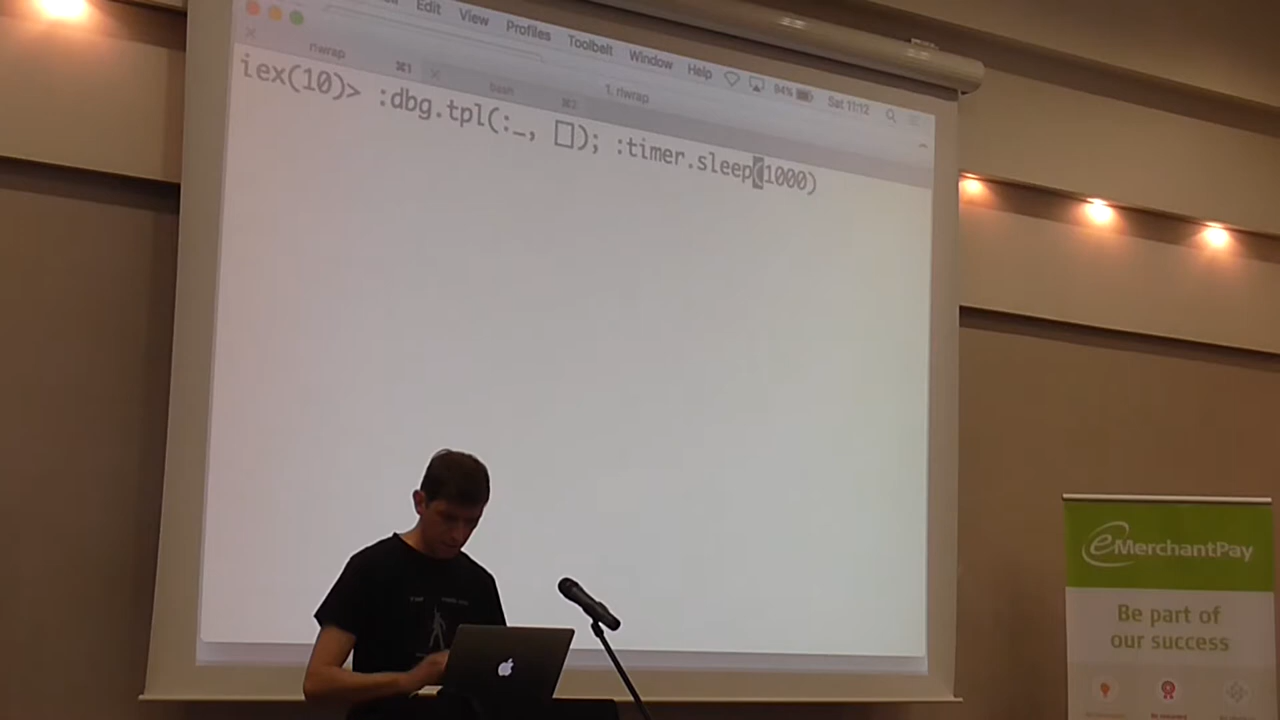 Edit View Profiles Toolbelt Window Help 94% Sat 11:12
riwrap ⌘1 bash ⌘2 1. riwrap
iex(10)> :dbg.tpl(:_, []); :timer.sleep(1000)
eMerchantPay
Be part of
our success